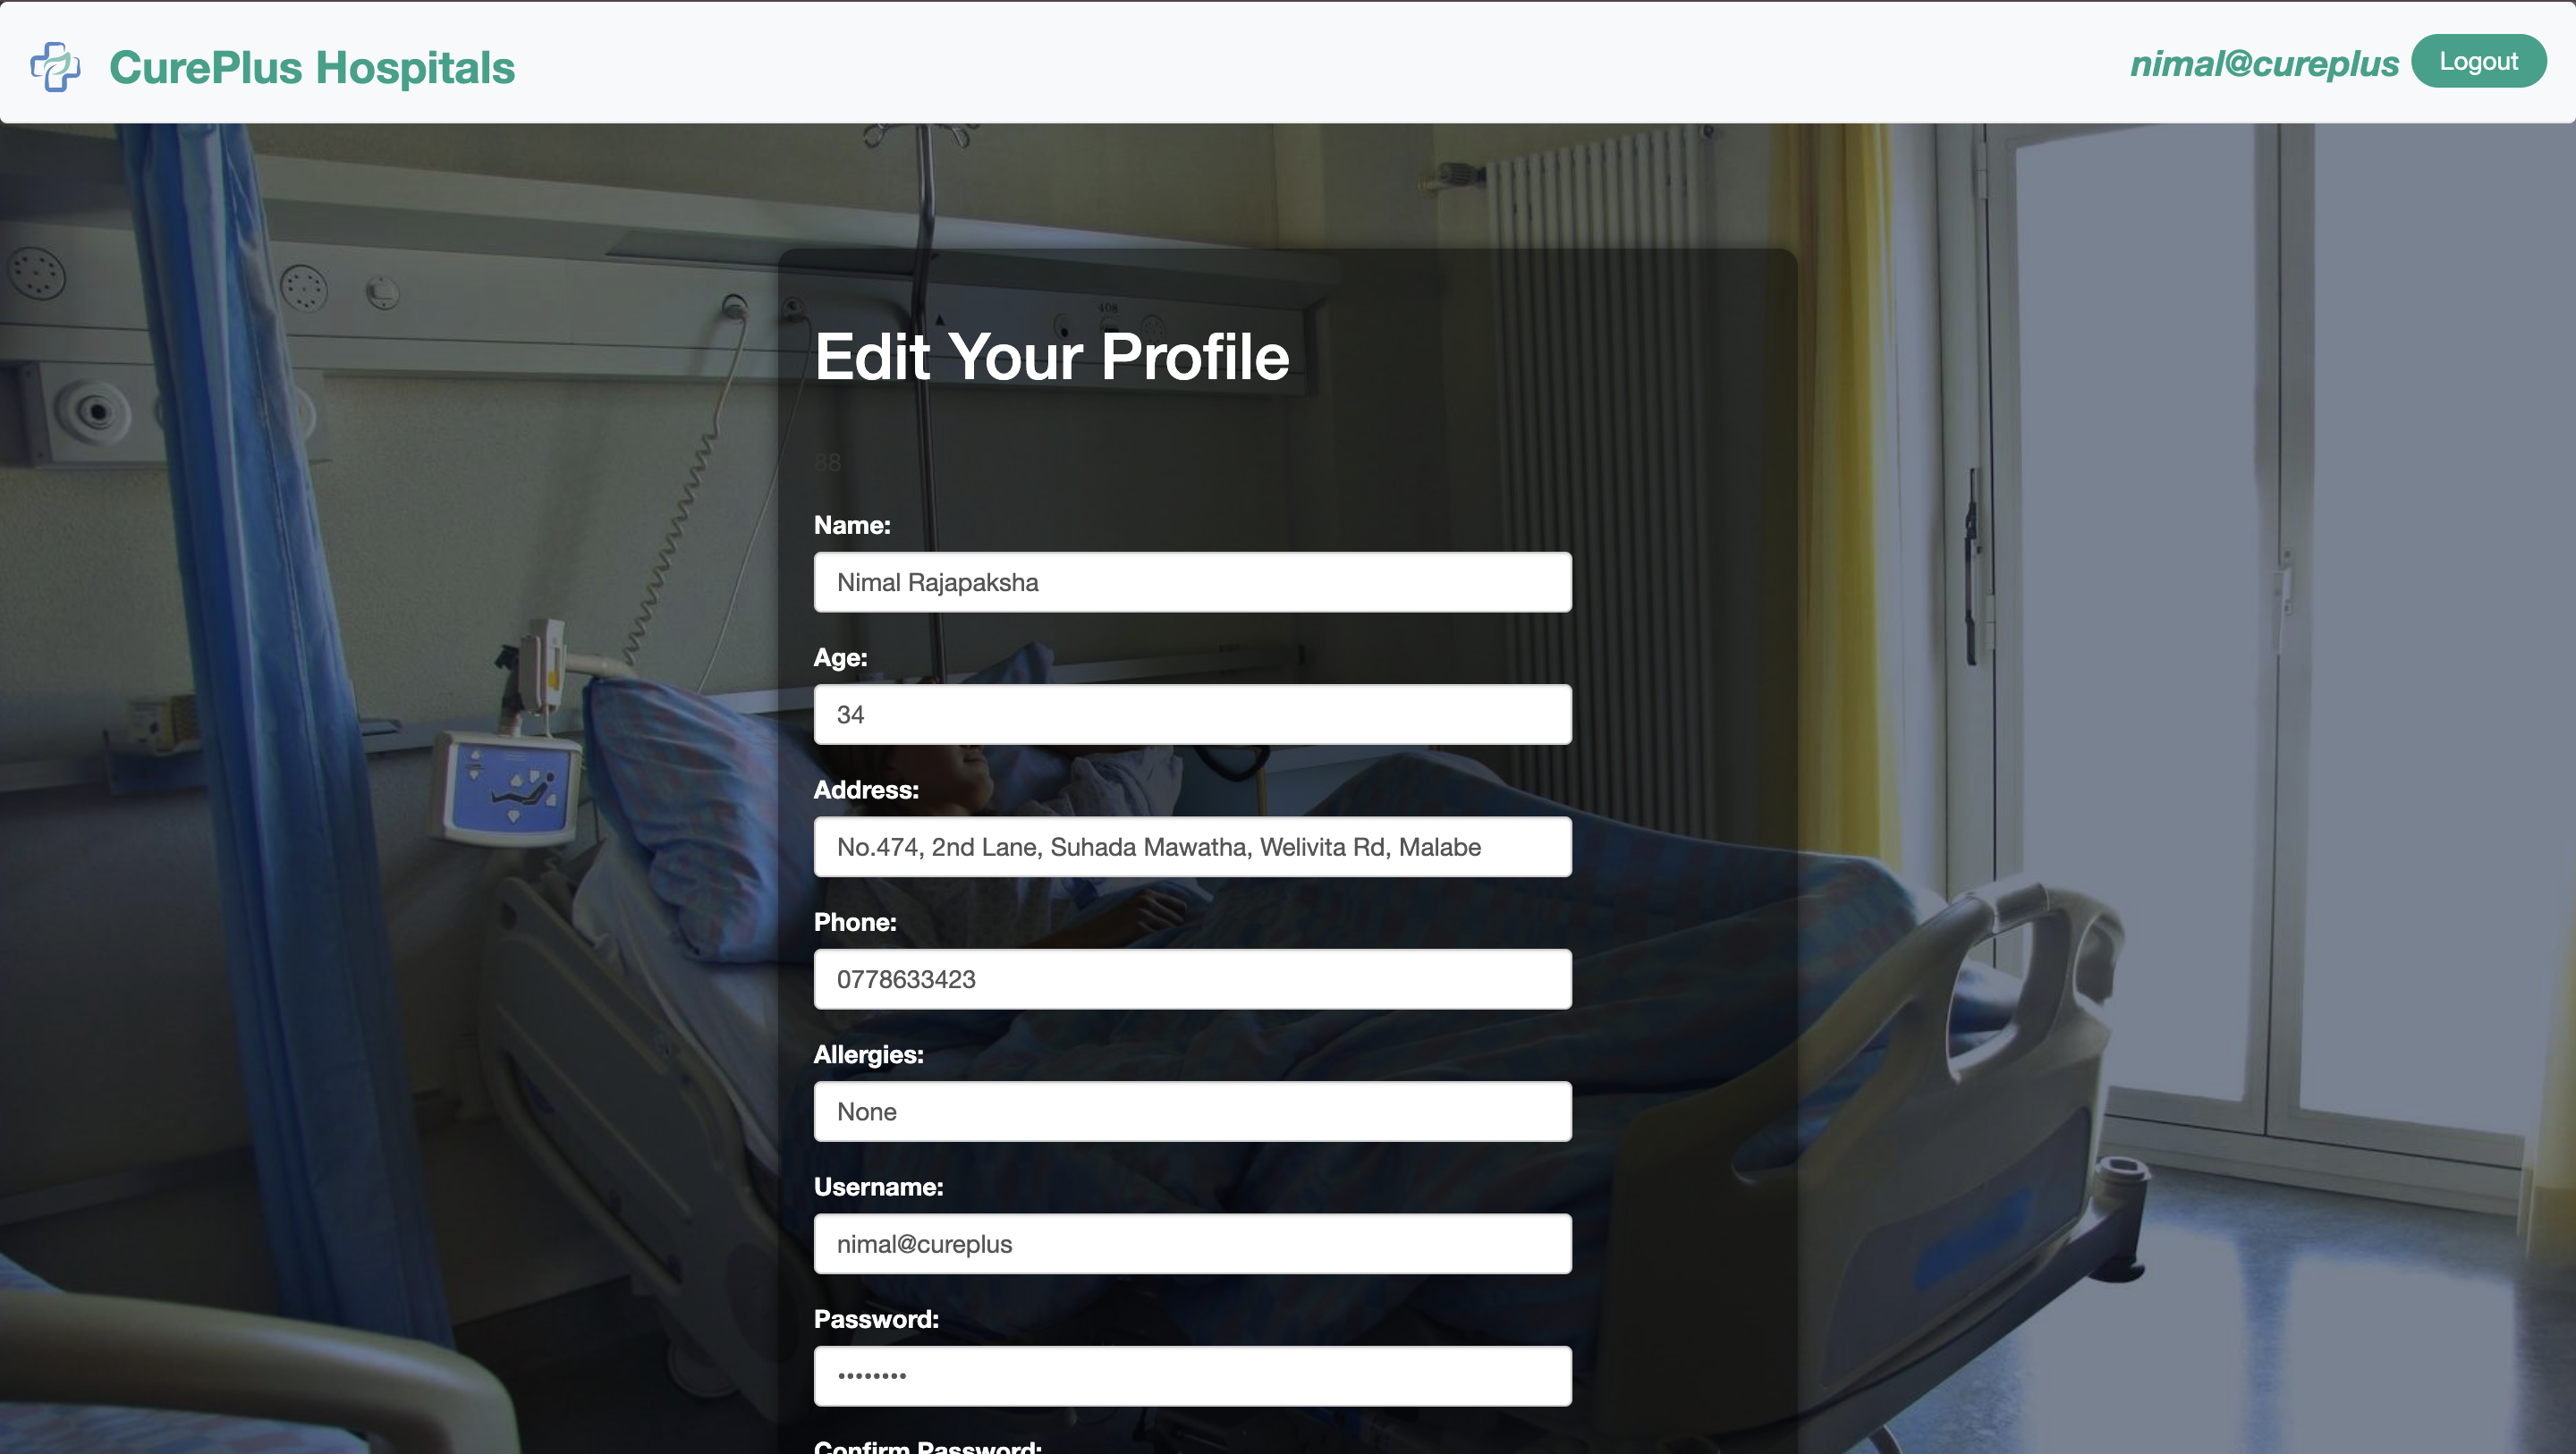 CurePlus Hospitals
nimal@cureplus
Logout
408
Edit Your Profile
88
Name:
Nimal Rajapaksha
Age:
34
Address:
No.474, 2nd Lane, Suhada Mawatha, Welivita Rd, Malabe
Phone:
0778633423
Allergies:
None
Username:
nimal@cureplus
Password:
••••••••
Confirm Password: